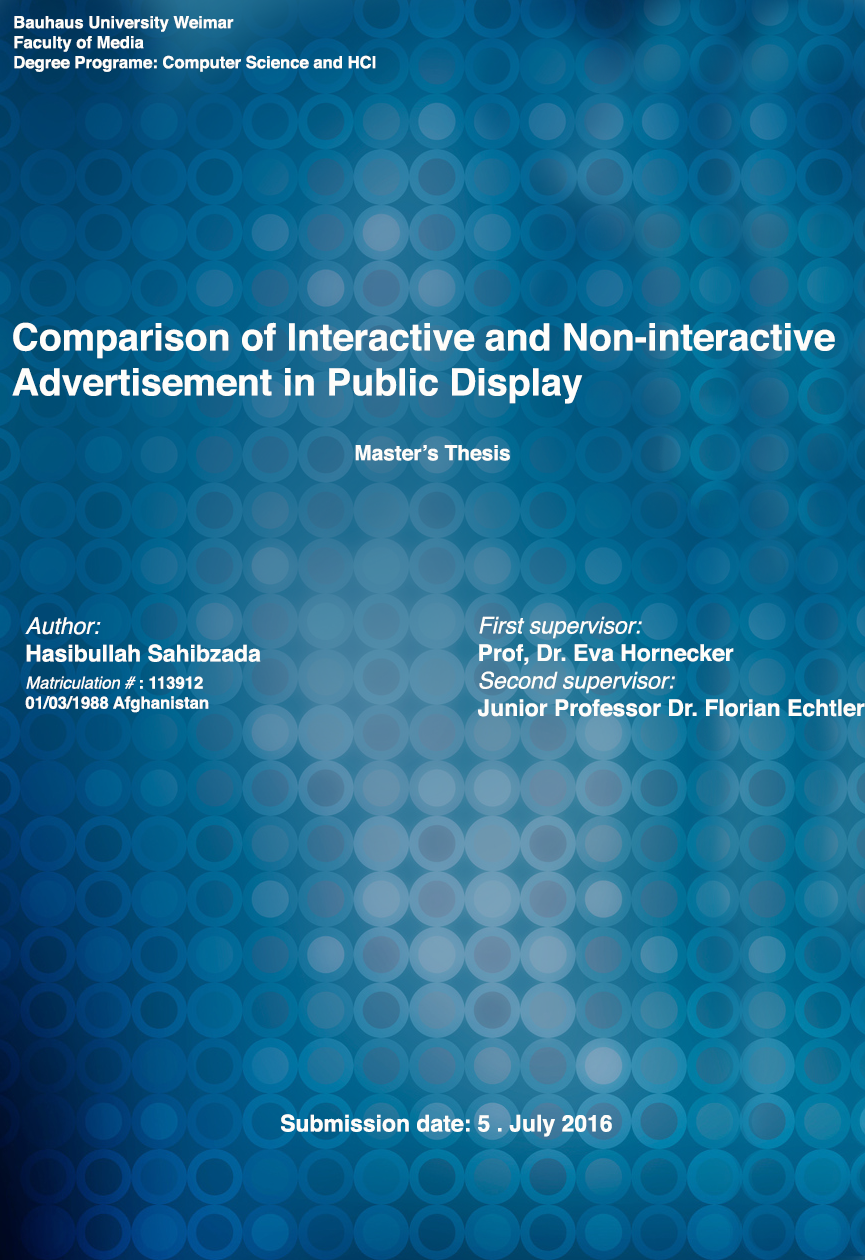 Bauhaus University Weimar
Faculty of Media
Degree Programe: Computer Science and HCI
Comparison of Interactive and Non-interactive
Advertisement in Public Display
Master’s Thesis
Author:
Hasibullah Sahibzada
Matriculation # : 113912
01/03/1988 Afghanistan
First supervisor:
Prof, Dr. Eva Hornecker
Second supervisor:
Junior Professor Dr. Florian Echtler
Submission date: 5 . July 2016